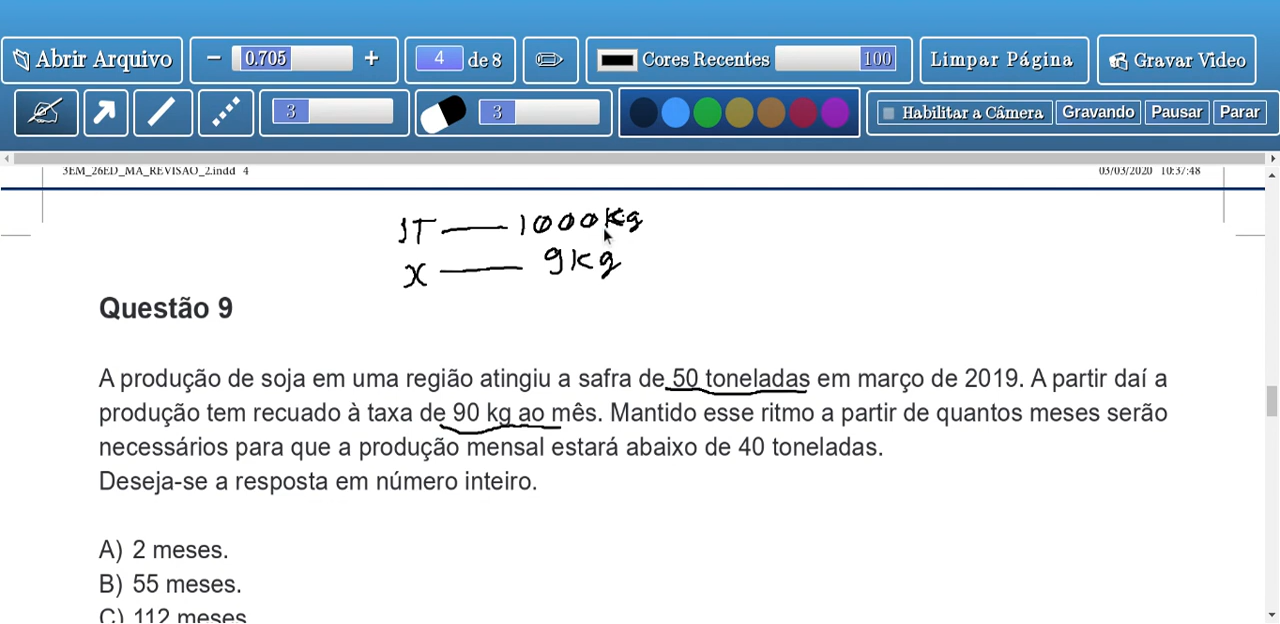 Abrir Arquivo − 0.705 + 4 de 8 Cores Recentes 100 Limpar Página Gravar Video
3 3 Habilitar a Câmera Gravando Pausar Parar
3EM_26ED_MA_REVISAO_2.indd 4 03/03/2020 10:37:48
1T — 1000Kg
X — 9Kg
Questão 9
A produção de soja em uma região atingiu a safra de 50 toneladas em março de 2019. A partir daí a
produção tem recuado à taxa de 90 kg ao mês. Mantido esse ritmo a partir de quantos meses serão
necessários para que a produção mensal estará abaixo de 40 toneladas.
Deseja-se a resposta em número inteiro.
A) 2 meses.
B) 55 meses.
C) 112 meses